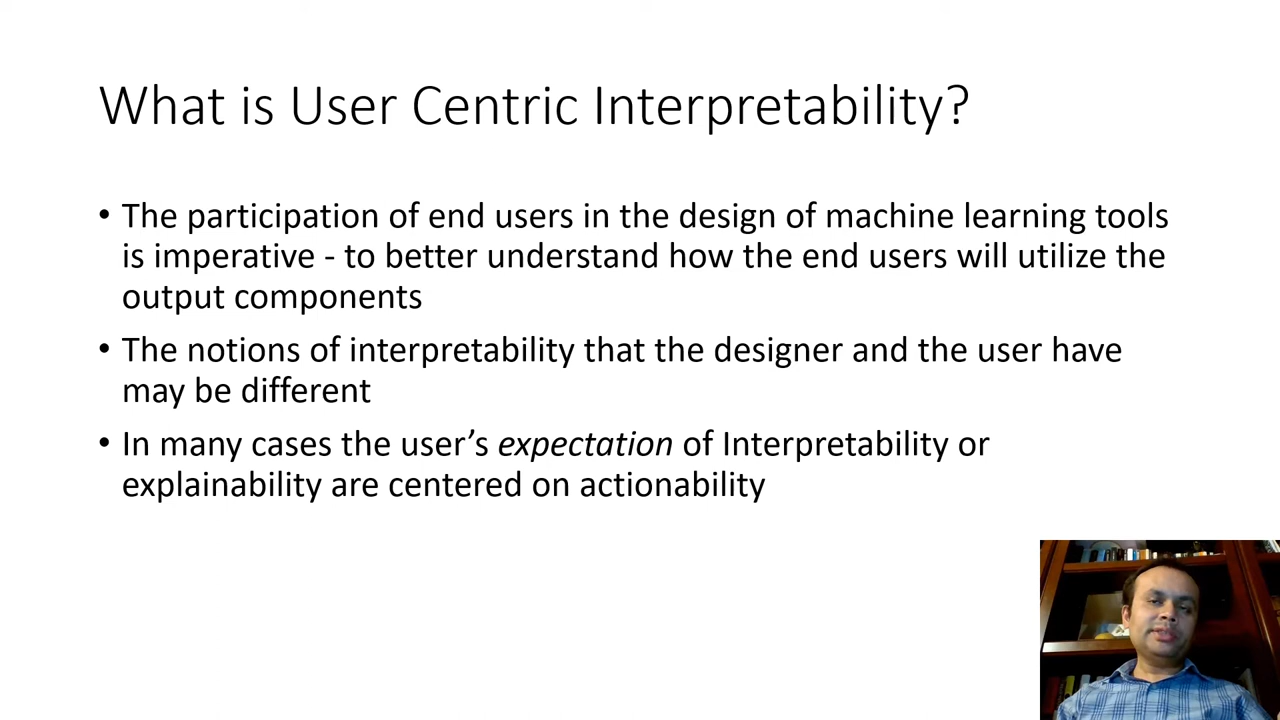 What is User Centric Interpretability?
• The participation of end users in the design of machine learning tools
is imperative - to better understand how the end users will utilize the
output components
• The notions of interpretability that the designer and the user have
may be different
• In many cases the user’s expectation of Interpretability or
explainability are centered on actionability